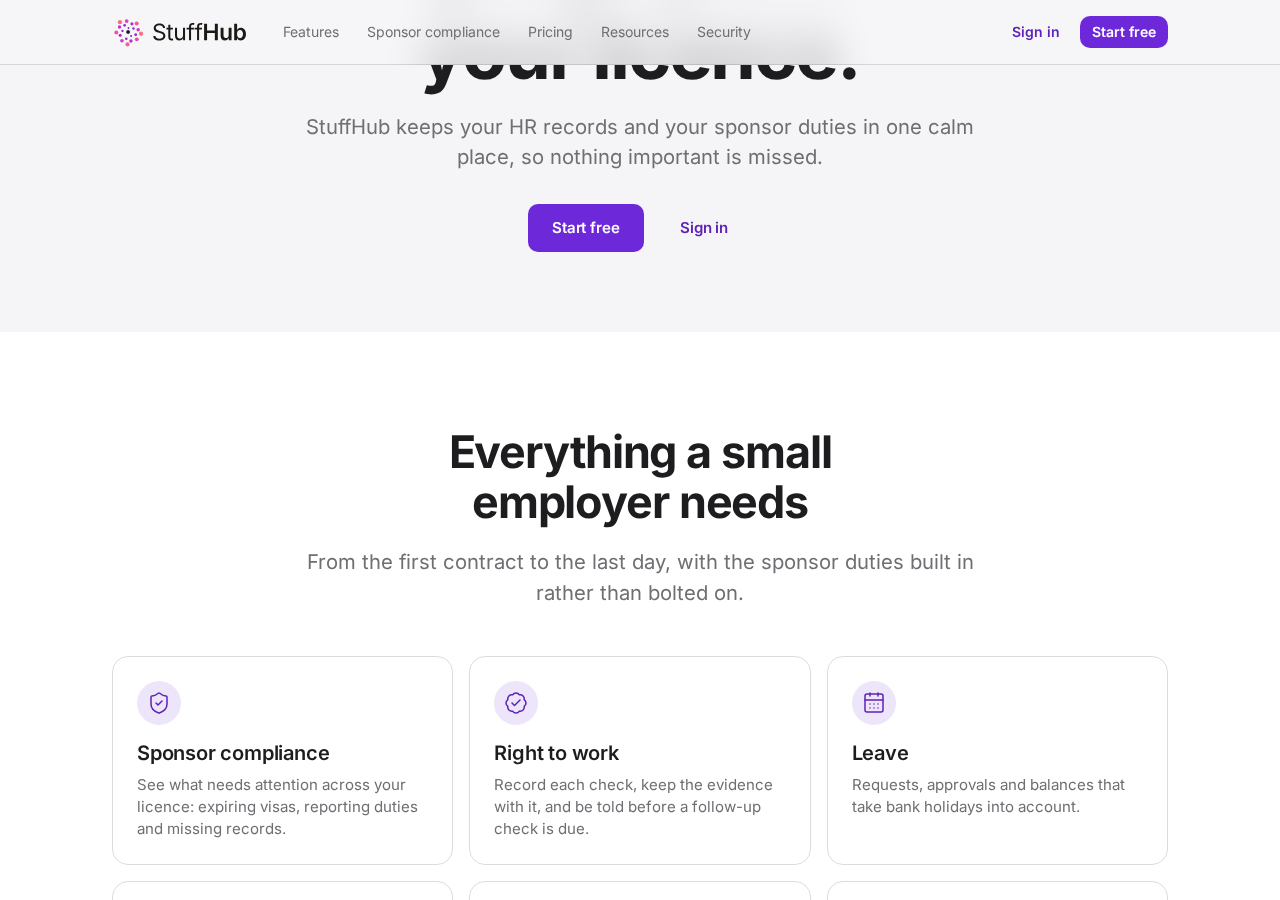 StuffHub
Features
Sponsor compliance
Pricing
Resources
Security
Sign in
Start free
your licence.
StuffHub keeps your HR records and your sponsor duties in one calm
place, so nothing important is missed.
Start free
Sign in
Everything a small
employer needs
From the first contract to the last day, with the sponsor duties built in
rather than bolted on.
Sponsor compliance
See what needs attention across your
licence: expiring visas, reporting duties
and missing records.
Right to work
Record each check, keep the evidence
with it, and be told before a follow-up
check is due.
Leave
Requests, approvals and balances that
take bank holidays into account.